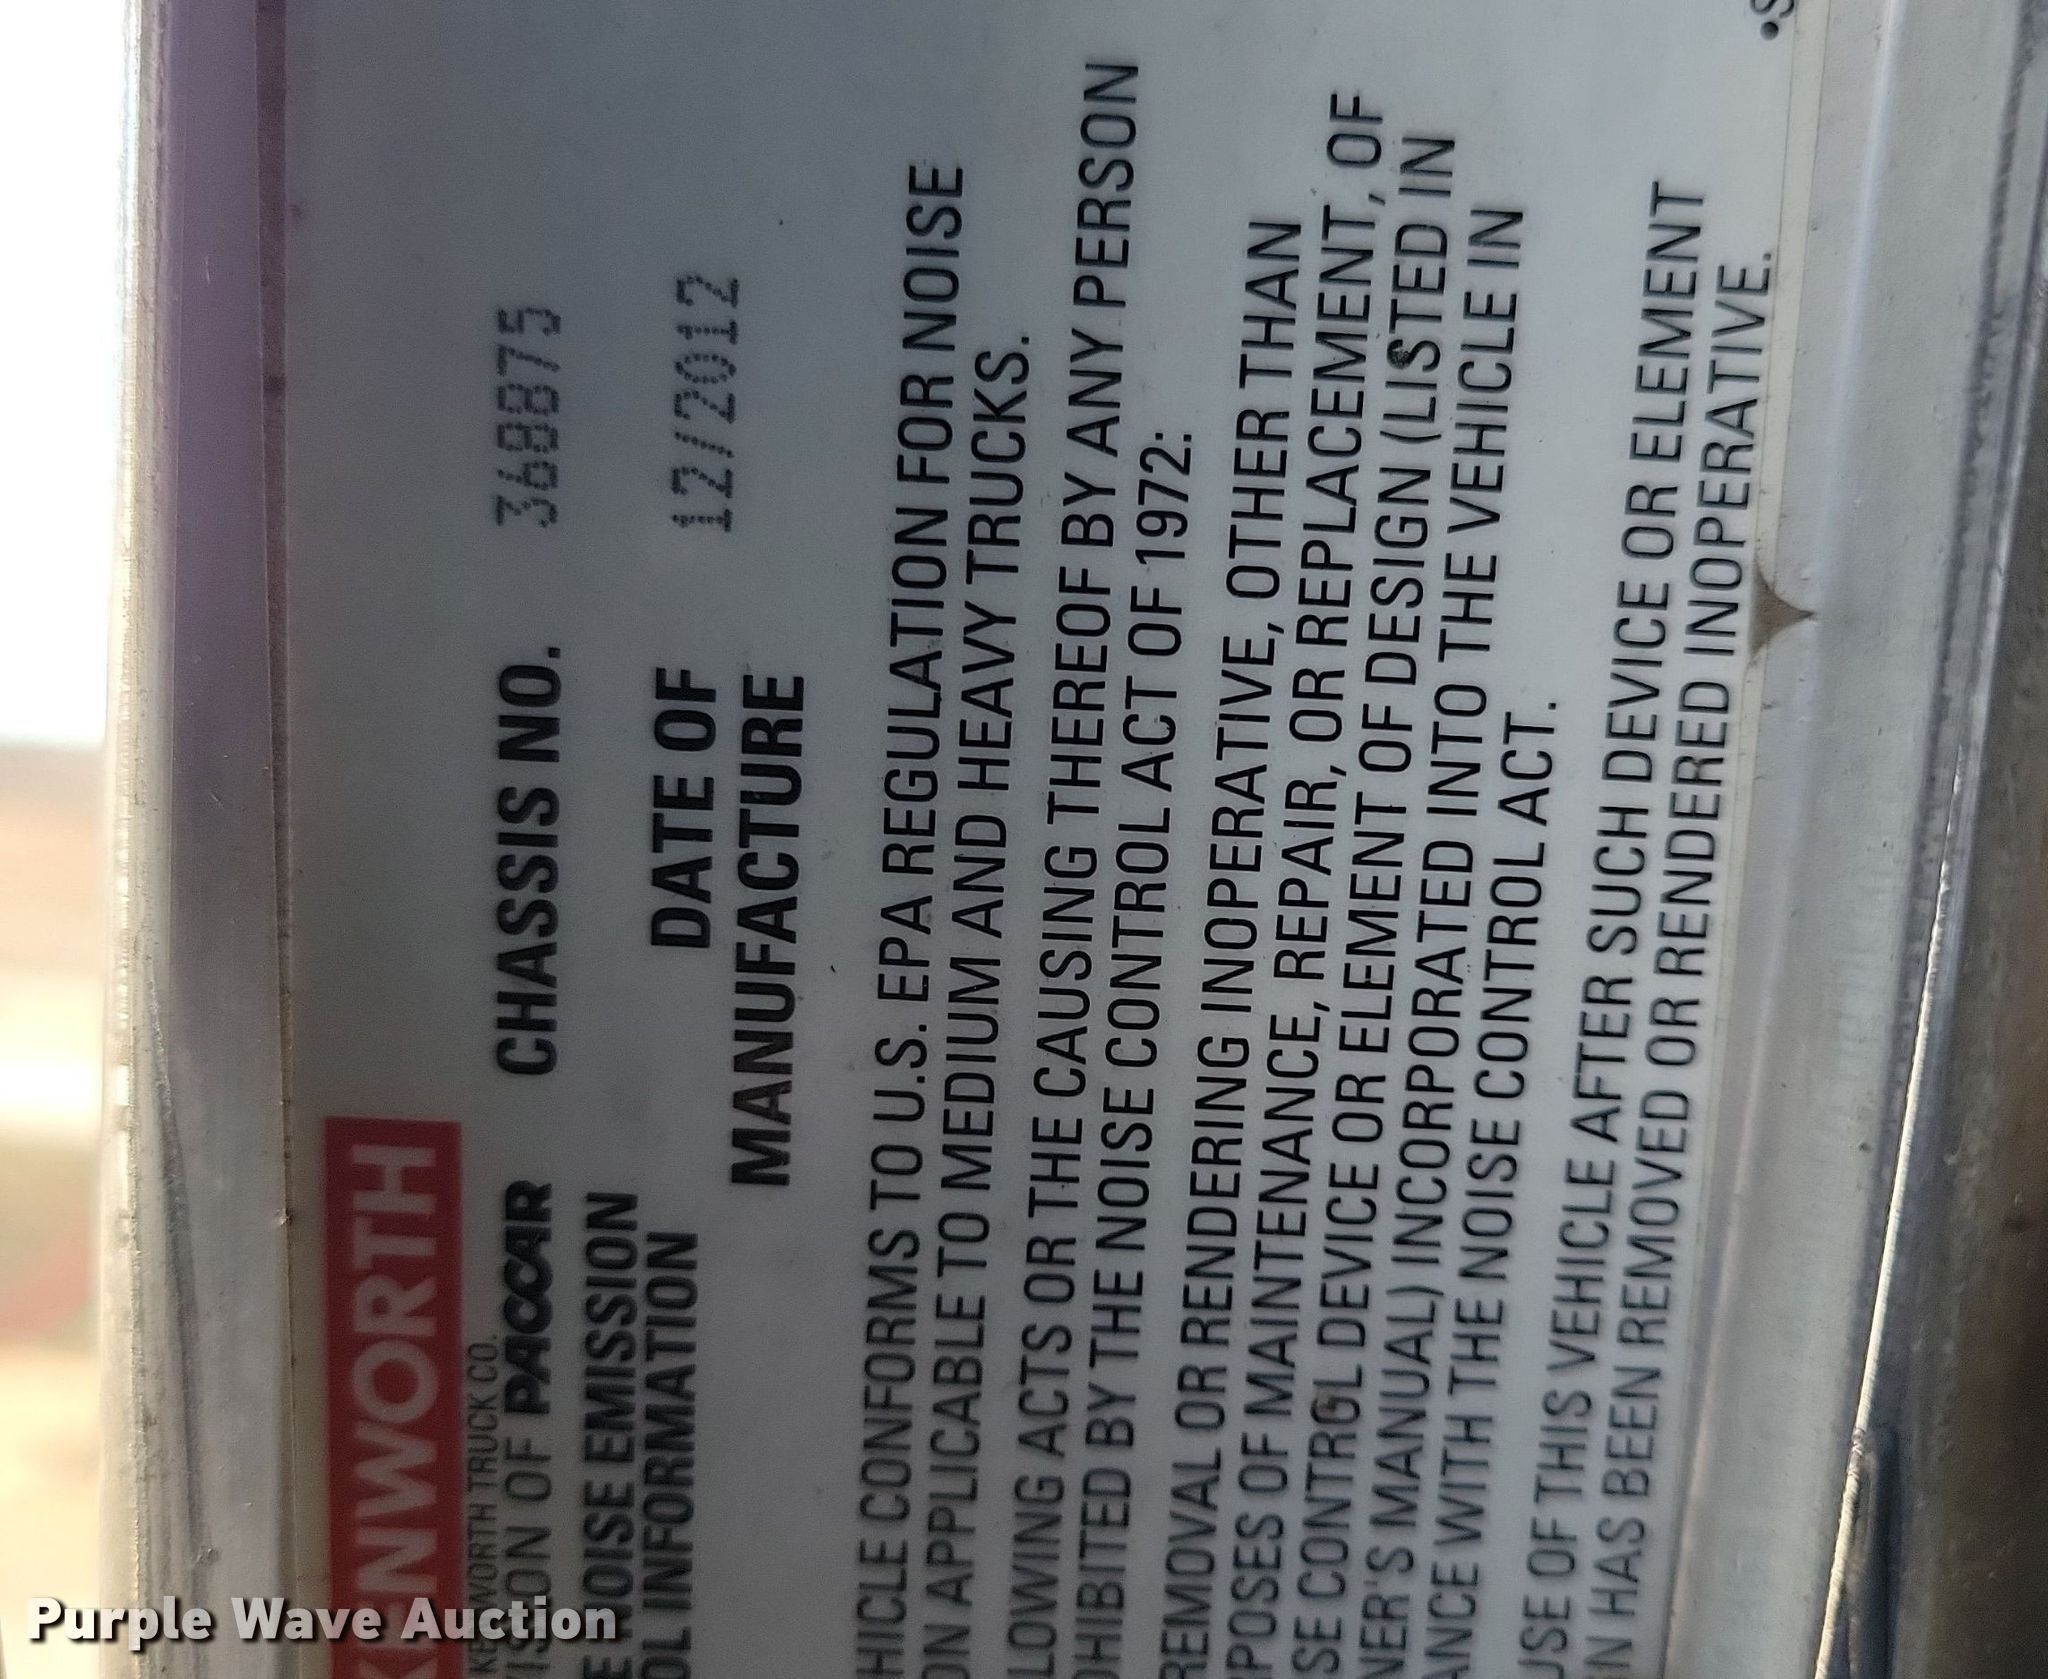 KENWORTH
KENWORTH TRUCK CO.
VISION OF PACCAR
CHASSIS NO. 368875
E NOISE EMISSION
OL INFORMATION
DATE OF
MANUFACTURE
12/2012
HICLE CONFORMS TO U.S. EPA REGULATION FOR NOISE
ON APPLICABLE TO MEDIUM AND HEAVY TRUCKS.
LOWING ACTS OR THE CAUSING THEREOF BY ANY PERSON
OHIBITED BY THE NOISE CONTROL ACT OF 1972:
REMOVAL OR RENDERING INOPERATIVE, OTHER THAN
POSES OF MAINTENANCE, REPAIR, OR REPLACEMENT, OF
SE CONTROL DEVICE OR ELEMENT OF DESIGN (LISTED IN
NER'S MANUAL) INCORPORATED INTO THE VEHICLE IN
ANCE WITH THE NOISE CONTROL ACT.
USE OF THIS VEHICLE AFTER SUCH DEVICE OR ELEMENT
N HAS BEEN REMOVED OR RENDERED INOPERATIVE.
•S
Purple Wave Auction